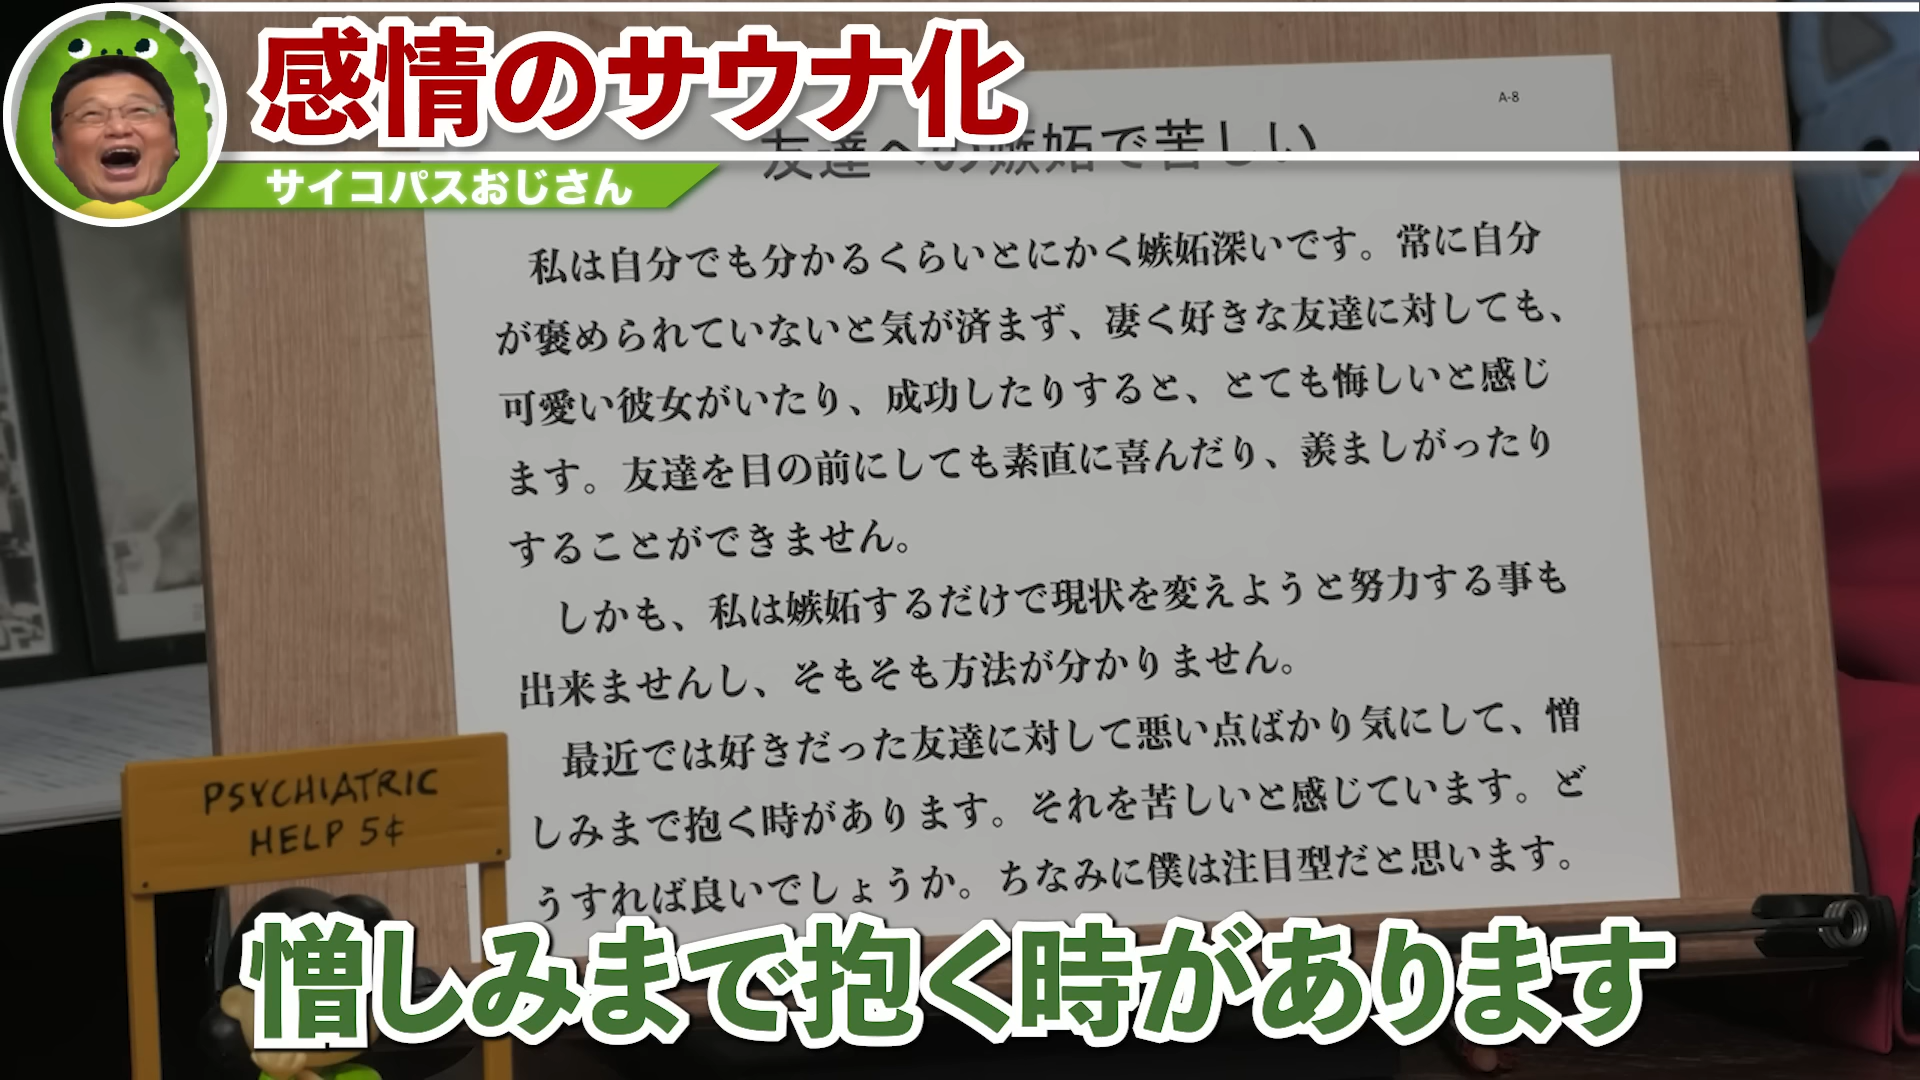 感情のサウナ化
サイコパスおじさん
A-8
友達への嫉妬で苦しい
私は自分でも分かるくらいとにかく嫉妬深いです。常に自分
が褒められていないと気が済まず、凄く好きな友達に対しても、
可愛い彼女がいたり、成功したりすると、とても悔しいと感じ
ます。友達を目の前にしても素直に喜んだり、羨ましがったり
することができません。
しかも、私は嫉妬するだけで現状を変えようと努力する事も
出来ませんし、そもそも方法が分かりません。
最近では好きだった友達に対して悪い点ばかり気にして、憎
しみまで抱く時があります。それを苦しいと感じています。ど
うすれば良いでしょうか。ちなみに僕は注目型だと思います。
PSYCHIATRIC
HELP 5¢
憎しみまで抱く時があります